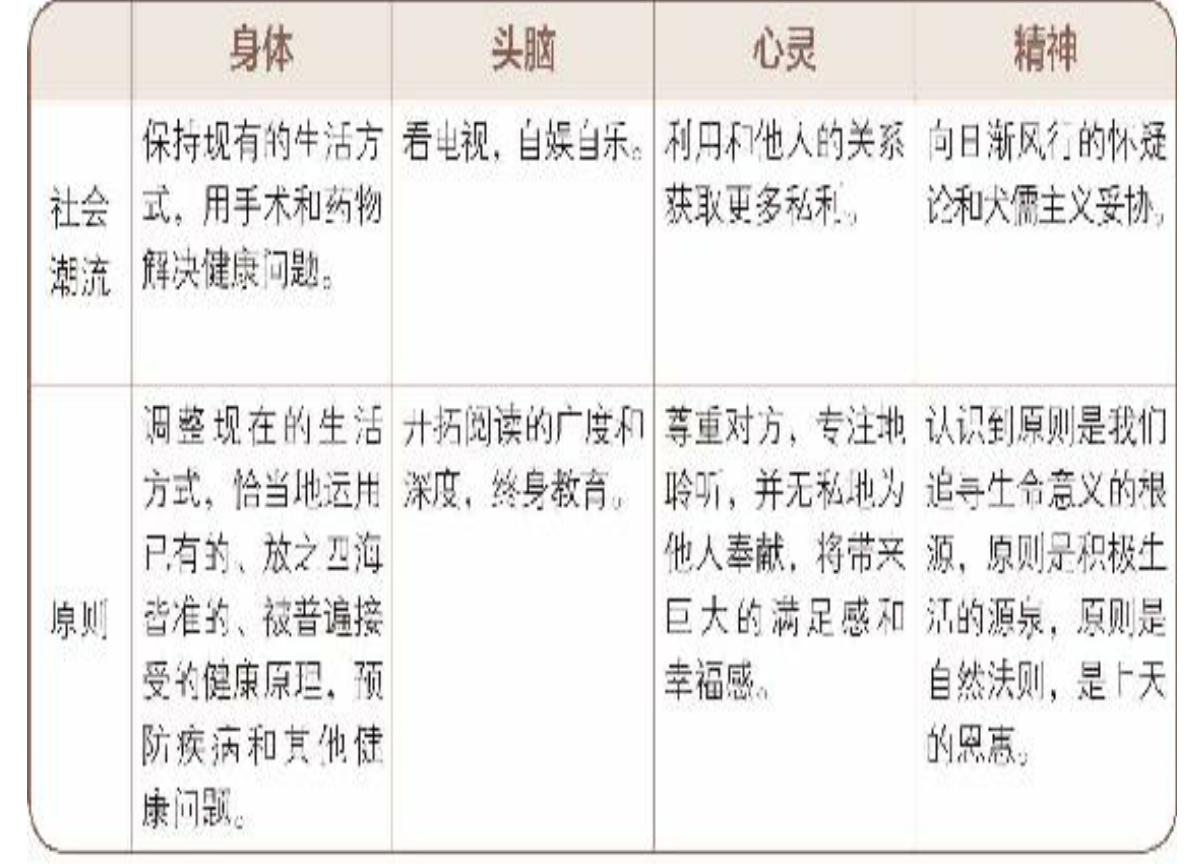 身体 头脑 心灵 精神
社会
潮流
保持现有的生活方
式，用手术和药物
解决健康问题。
看电视，自娱自乐。
利用和他人的关系
获取更多私利。
向日渐风行的怀疑
论和犬儒主义妥协。
原则
调整现在的生活
方式，恰当地运用
已有的、放之四海
皆准的、被普遍接
受的健康原理，预
防疾病和其他健
康问题。
开拓阅读的广度和
深度，终身教育。
尊重对方，专注地
聆听，并无私地为
他人奉献，将带来
巨大的满足感和
幸福感。
认识到原则是我们
追寻生命意义的根
源，原则是积极生
活的源泉，原则是
自然法则，是上天
的恩惠。